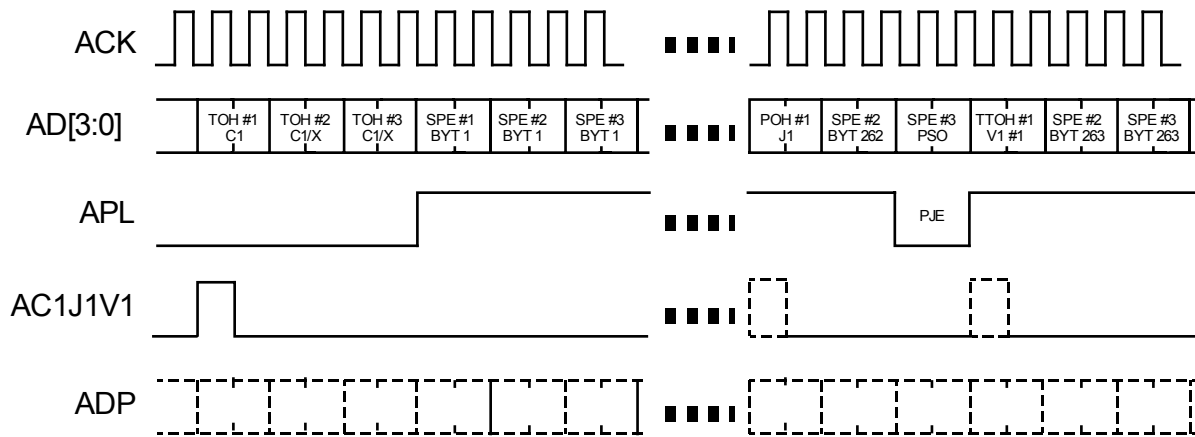 ACK
AD[3:0]
TOH #1
C1
TOH #2
C1/X
TOH #3
C1/X
SPE #1
BYT 1
SPE #2
BYT 1
SPE #3
BYT 1
POH #1
J1
SPE #2
BYT 262
SPE #3
PSO
TTOH #1
V1 #1
SPE #2
BYT 263
SPE #3
BYT 263
APL
PJE
AC1J1V1
ADP